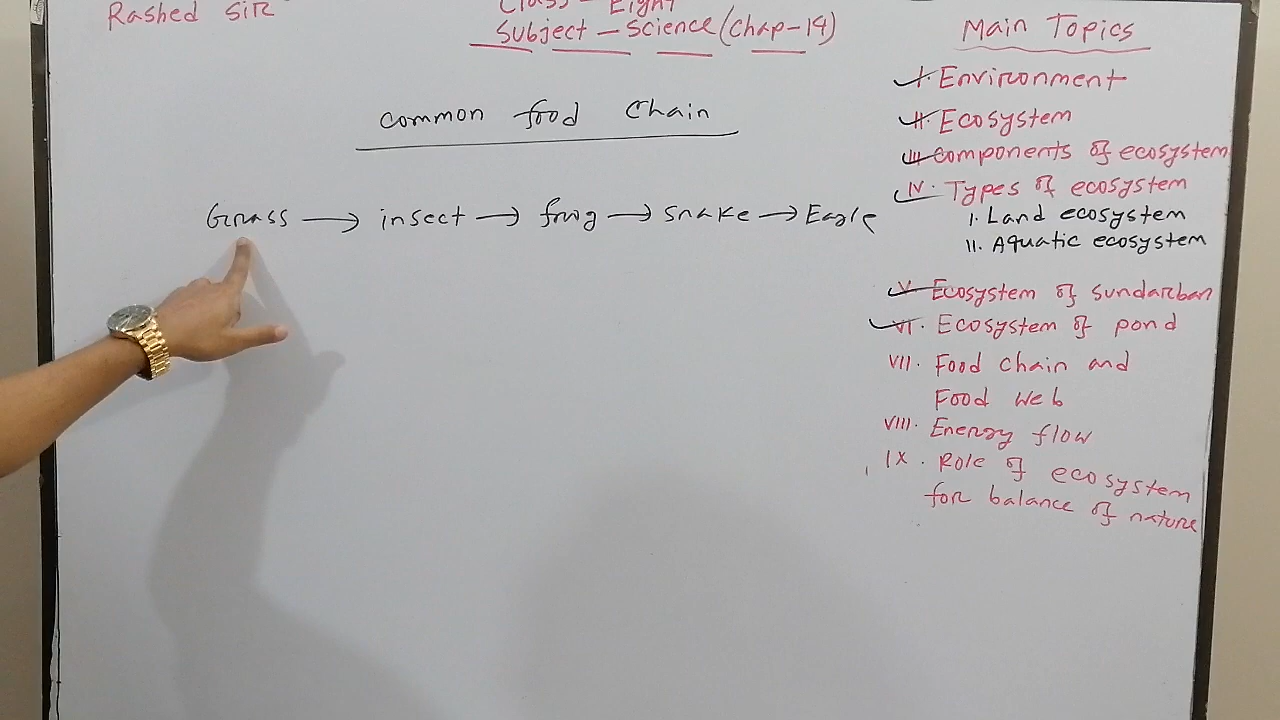 Rashed sir
Class - Eight
Subject - Science (Chap-14)
Common food Chain
Grass → insect → frog → snake → Eagle
Main Topics
I. Environment
II. Ecosystem
III. Components of ecosystem
IV. Types of ecosystem
I. Land ecosystem
II. Aquatic ecosystem
V. Ecosystem of sundarban
VI. Ecosystem of pond
VII. Food Chain and
Food Web
VIII. Energy flow
IX. Role of ecosystem
for balance of nature